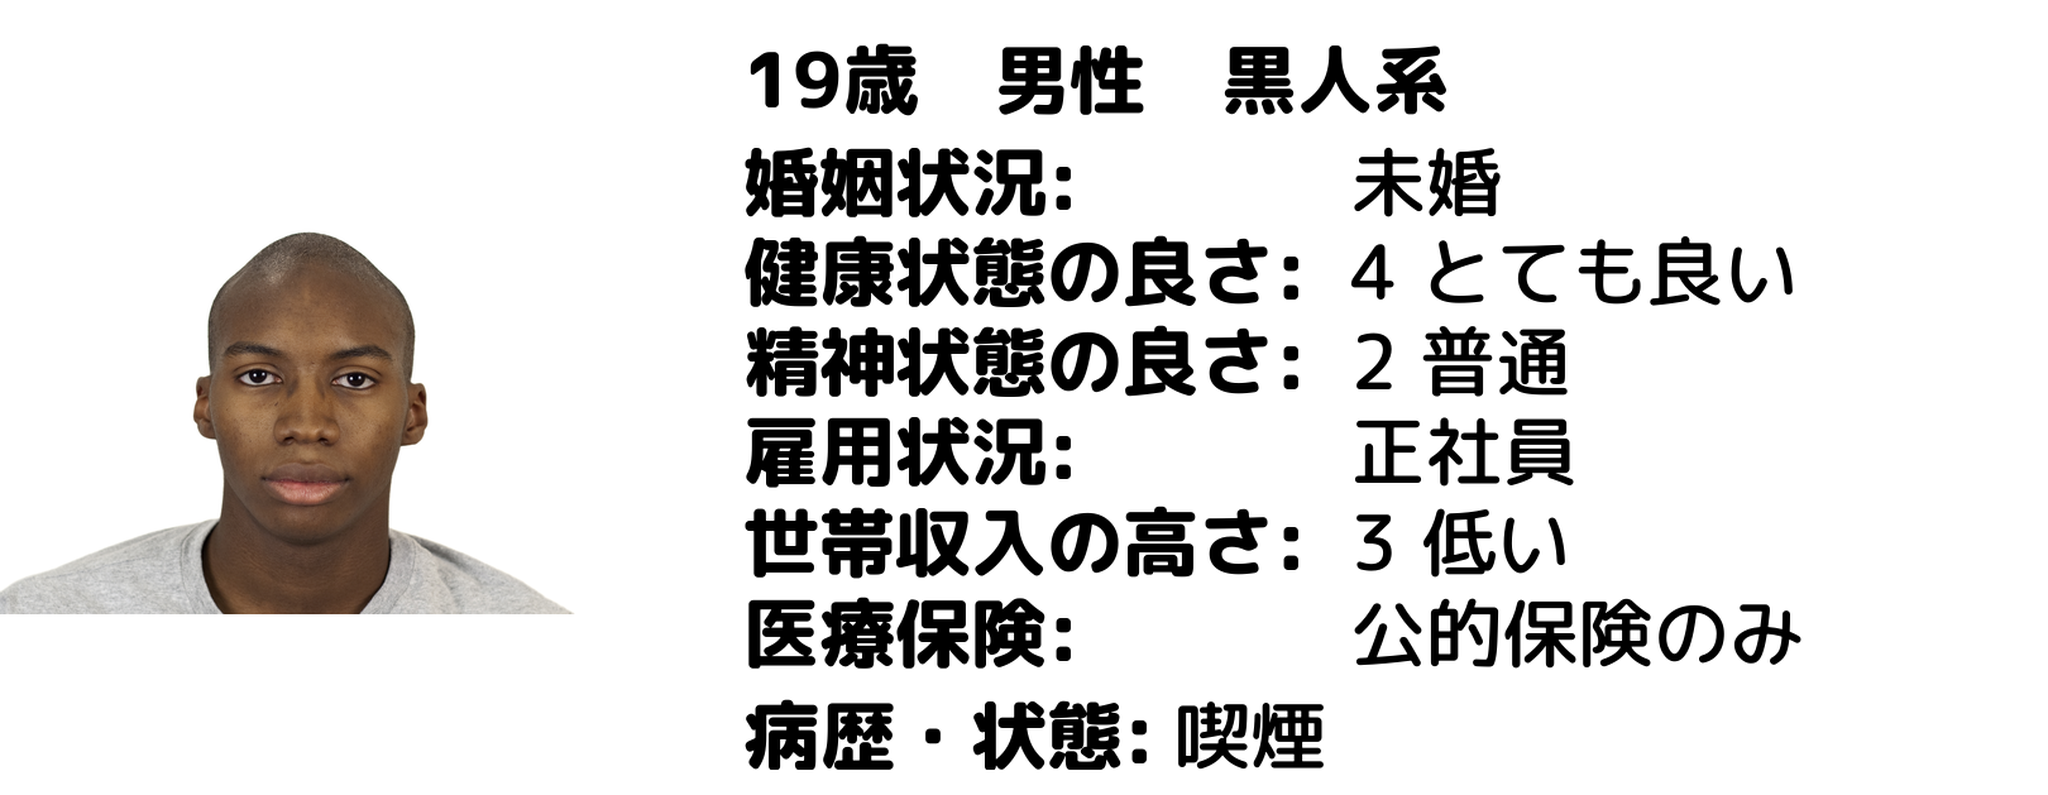 19歳　男性　黒人系
婚姻状況: 未婚
健康状態の良さ: 4 とても良い
精神状態の良さ: 2 普通
雇用状況: 正社員
世帯収入の高さ: 3 低い
医療保険: 公的保険のみ
病歴・状態: 喫煙